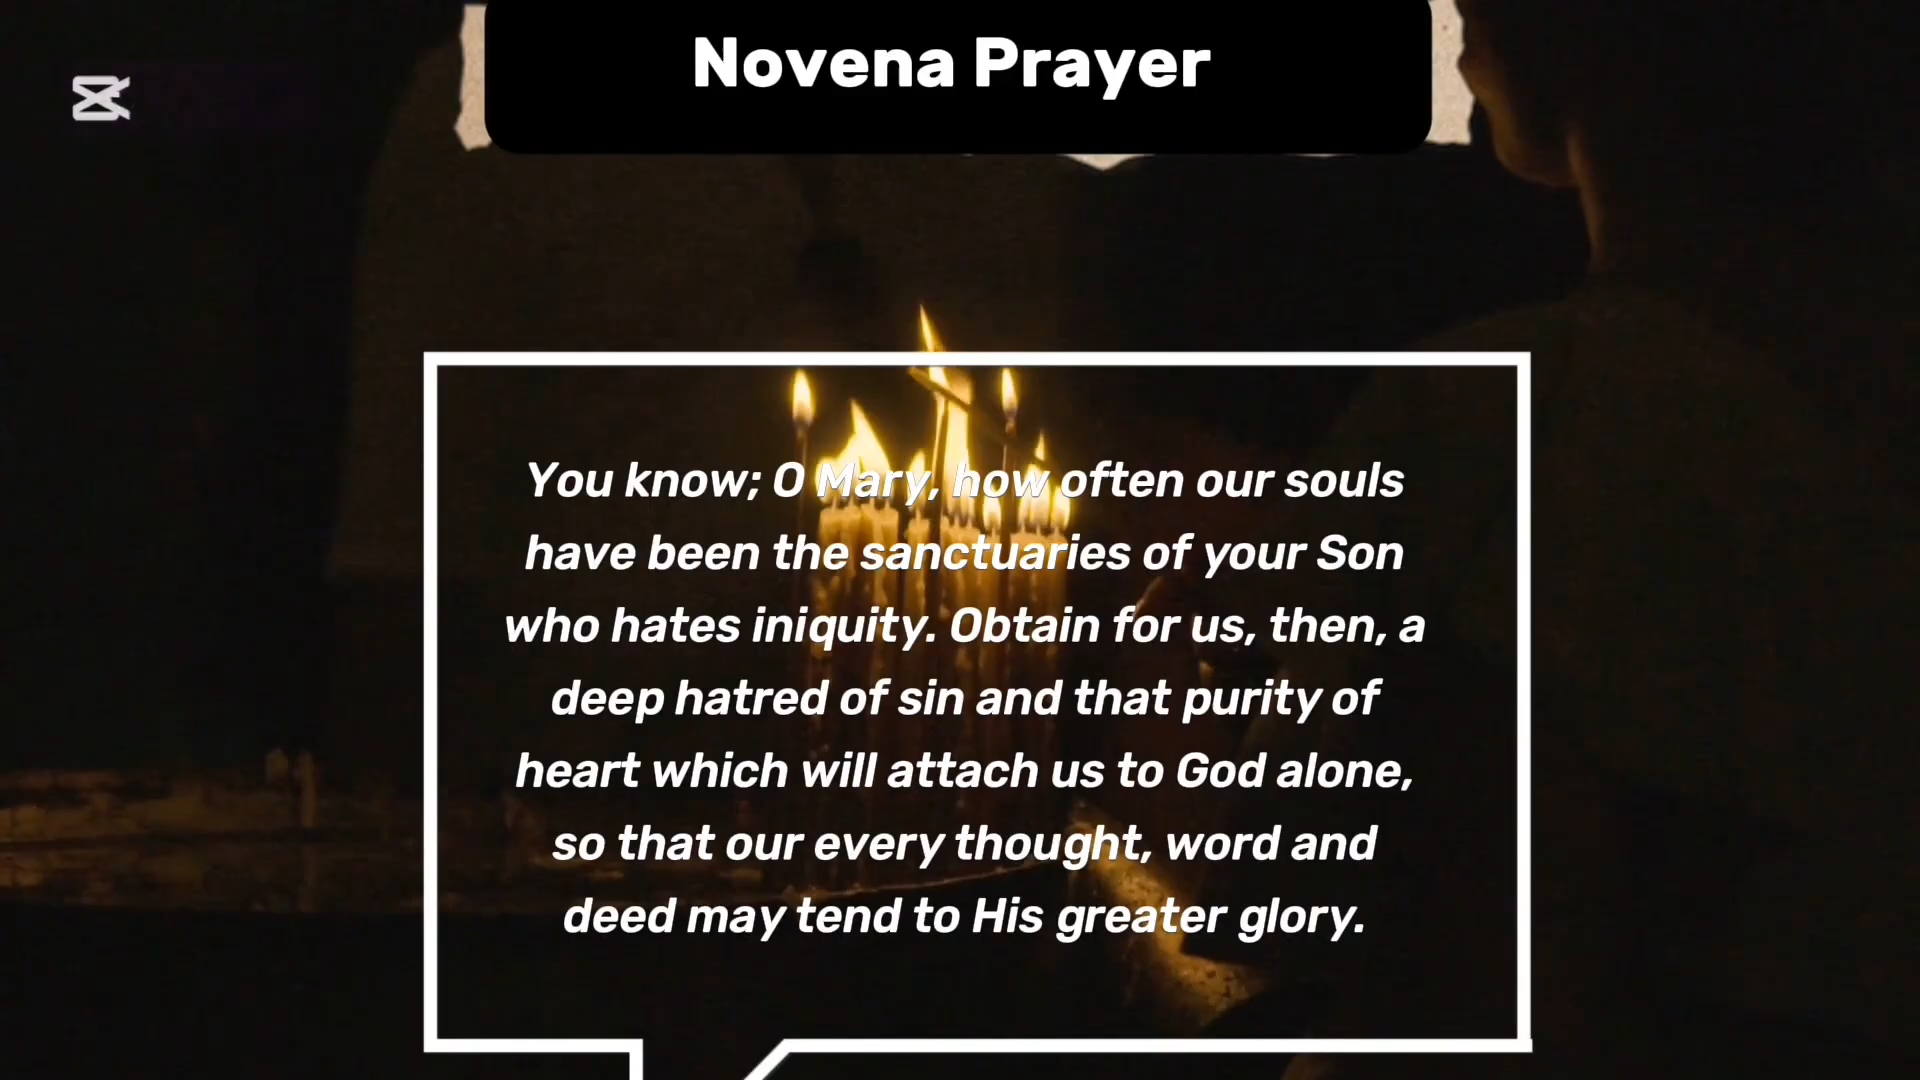 Novena Prayer
You know; O Mary, how often our souls
have been the sanctuaries of your Son
who hates iniquity. Obtain for us, then, a
deep hatred of sin and that purity of
heart which will attach us to God alone,
so that our every thought, word and
deed may tend to His greater glory.